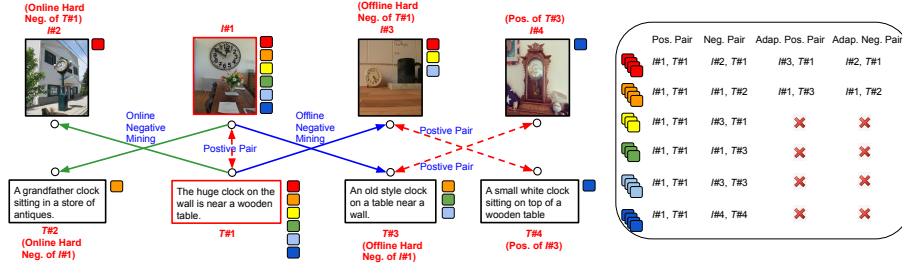 (Online Hard
Neg. of T#1)
I#2
I#1
(Offline Hard
Neg. of T#1)
I#3
(Pos. of T#3)
I#4
Online
Negative
Mining
Postive Pair
Offline
Negative
Mining
Postive Pair
Postive Pair
A grandfather clock
sitting in a store of
antiques.
The huge clock on the
wall is near a wooden
table.
An old style clock
on a table near a
wall.
A small white clock
sitting on top of a
wooden table
T#2
(Online Hard
Neg. of I#1)
T#1
T#3
(Offline Hard
Neg. of I#1)
T#4
(Pos. of I#3)
Pos. Pair Neg. Pair Adap. Pos. Pair Adap. Neg. Pair
I#1, T#1 I#2, T#1 I#3, T#1 I#2, T#1
I#1, T#1 I#1, T#2 I#1, T#3 I#1, T#2
I#1, T#1 I#3, T#1
I#1, T#1 I#1, T#3
I#1, T#1 I#3, T#3
I#1, T#1 I#4, T#4